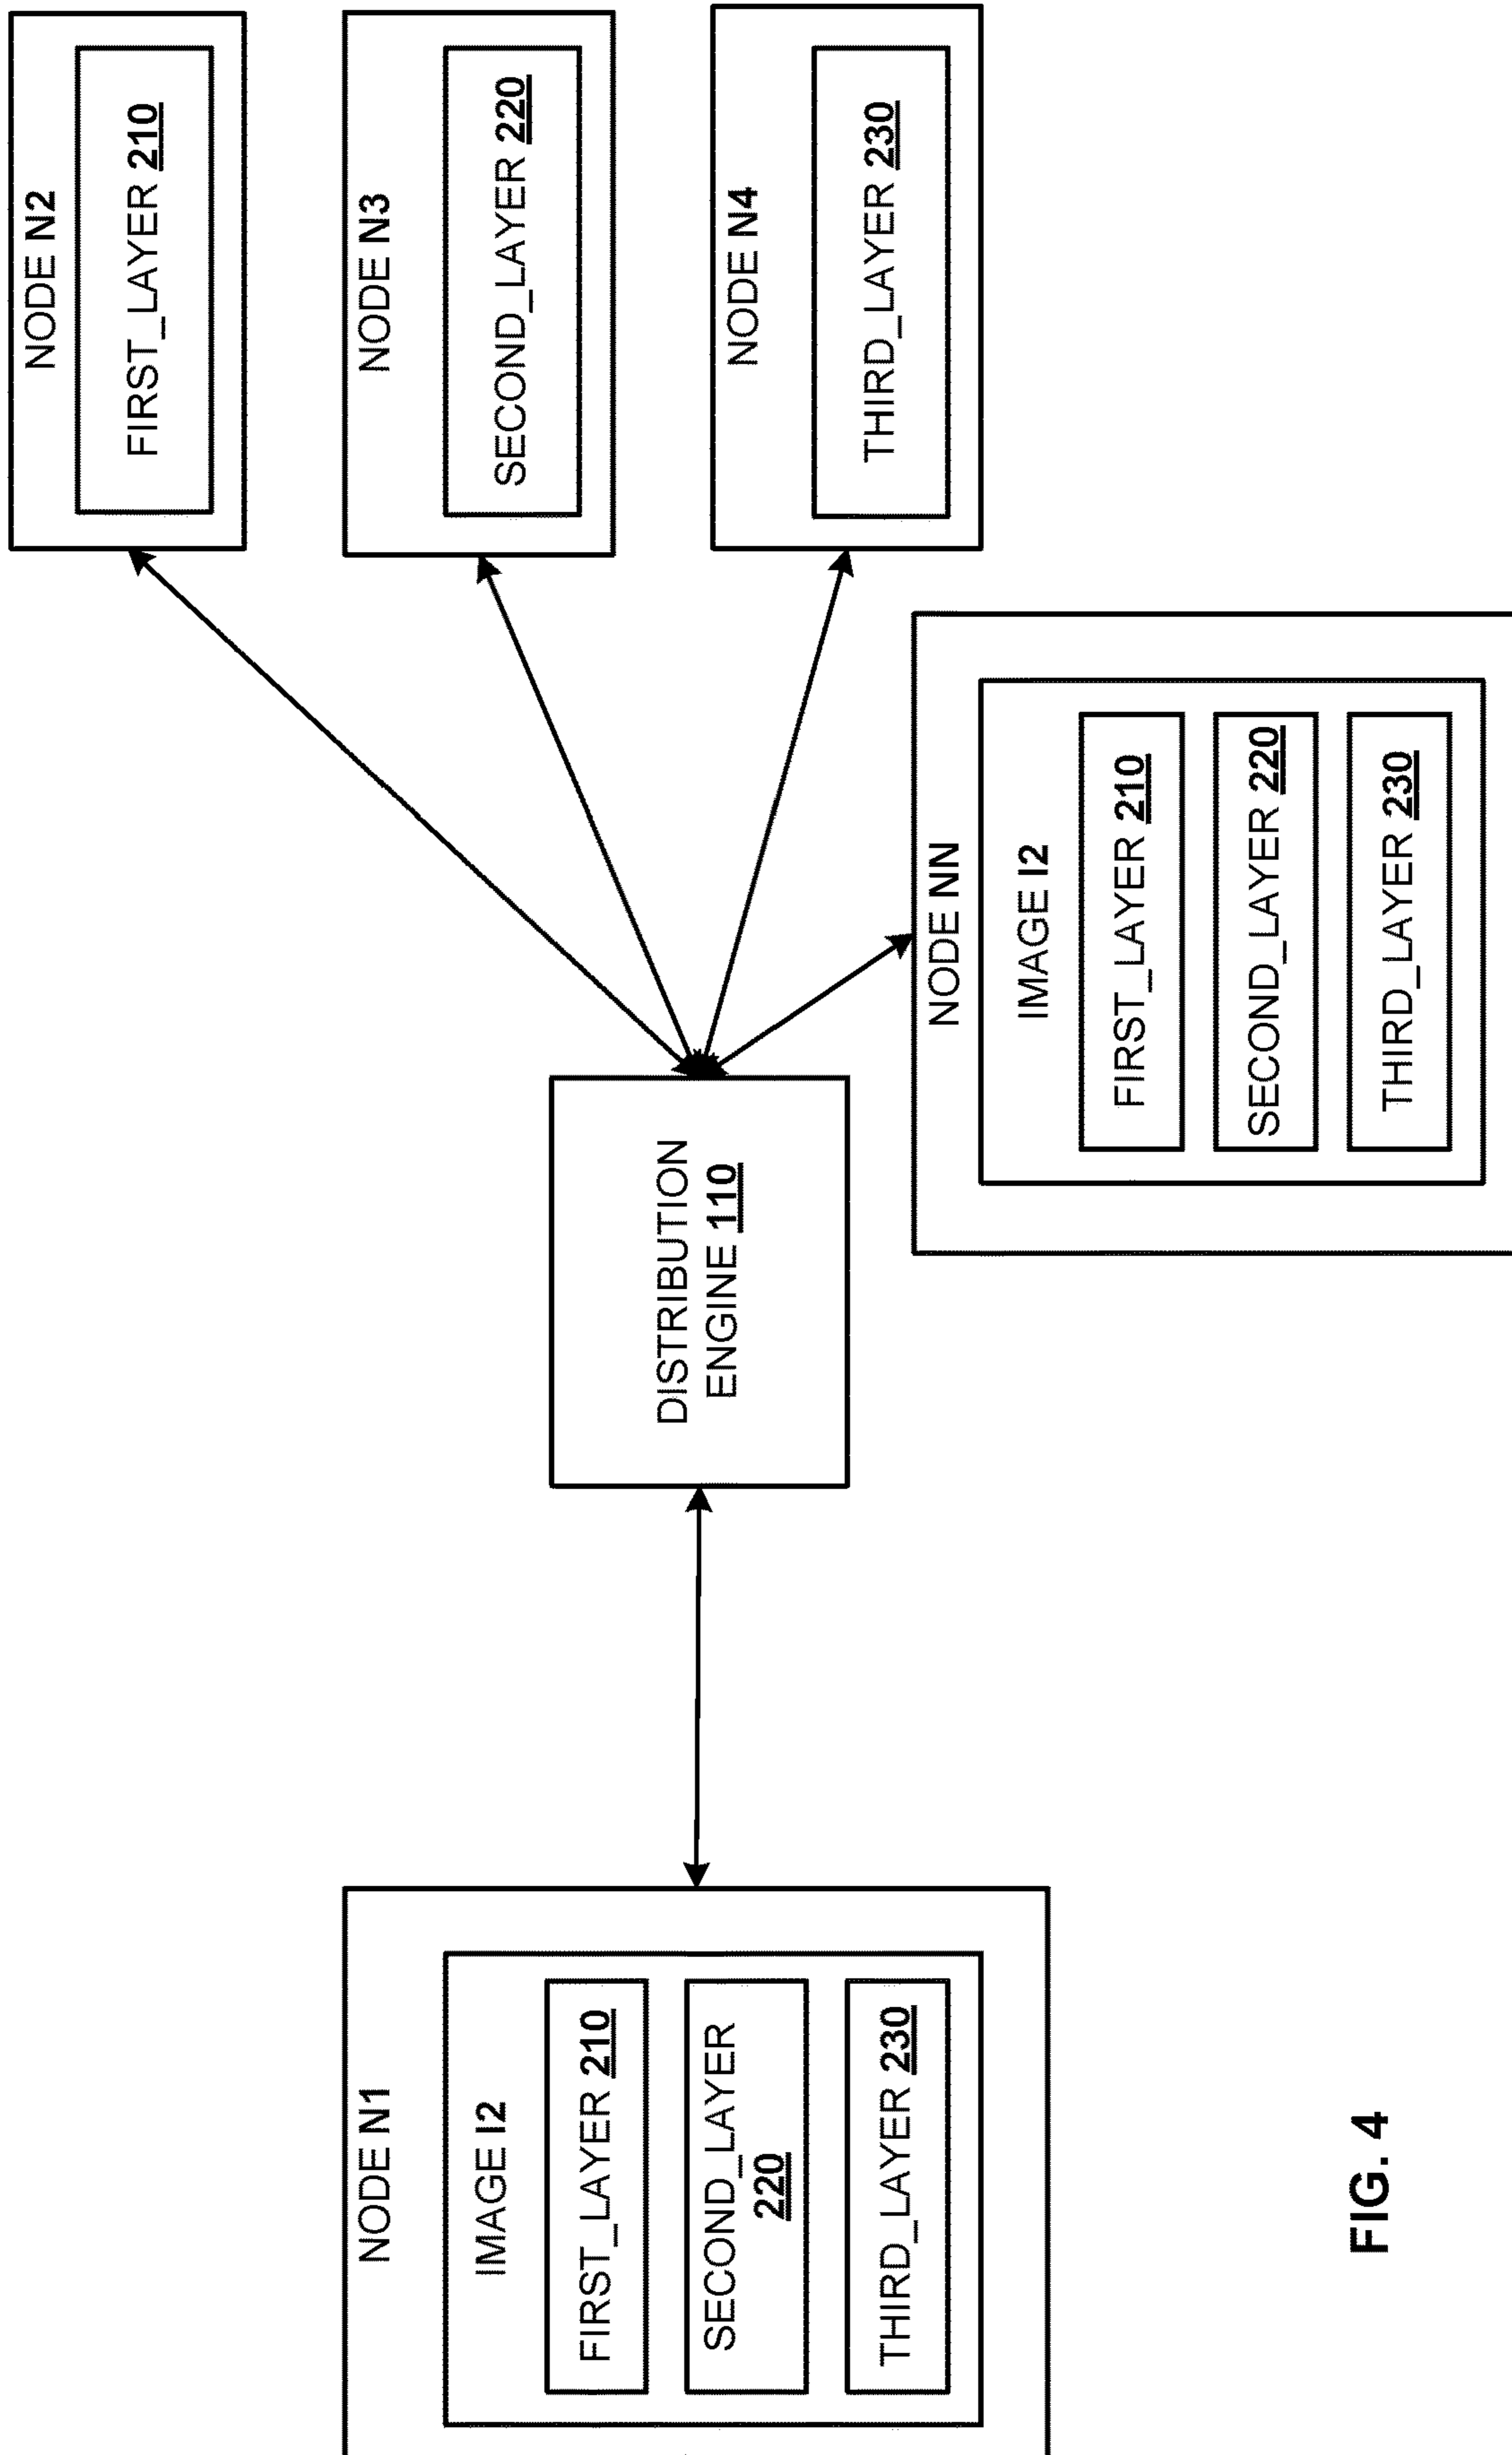 NODE N1
IMAGE I2
FIRST_LAYER 210
SECOND_LAYER
220
THIRD_LAYER 230
DISTRIBUTION
ENGINE 110
NODE N2
FIRST_LAYER 210
NODE N3
SECOND_LAYER 220
NODE N4
THIRD_LAYER 230
NODE NN
IMAGE I2
FIRST_LAYER 210
SECOND_LAYER 220
THIRD_LAYER 230
FIG. 4